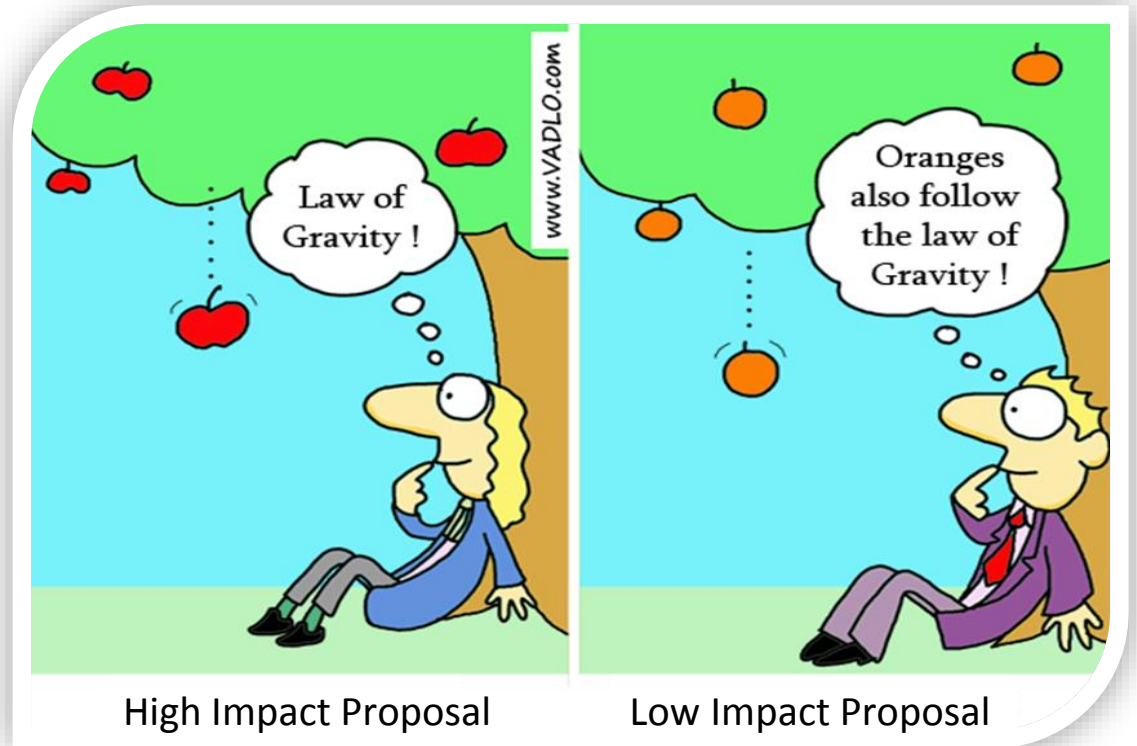 Law of
Gravity !
www.VADLO.com
Oranges
also follow
the law of
Gravity !
High Impact Proposal
Low Impact Proposal